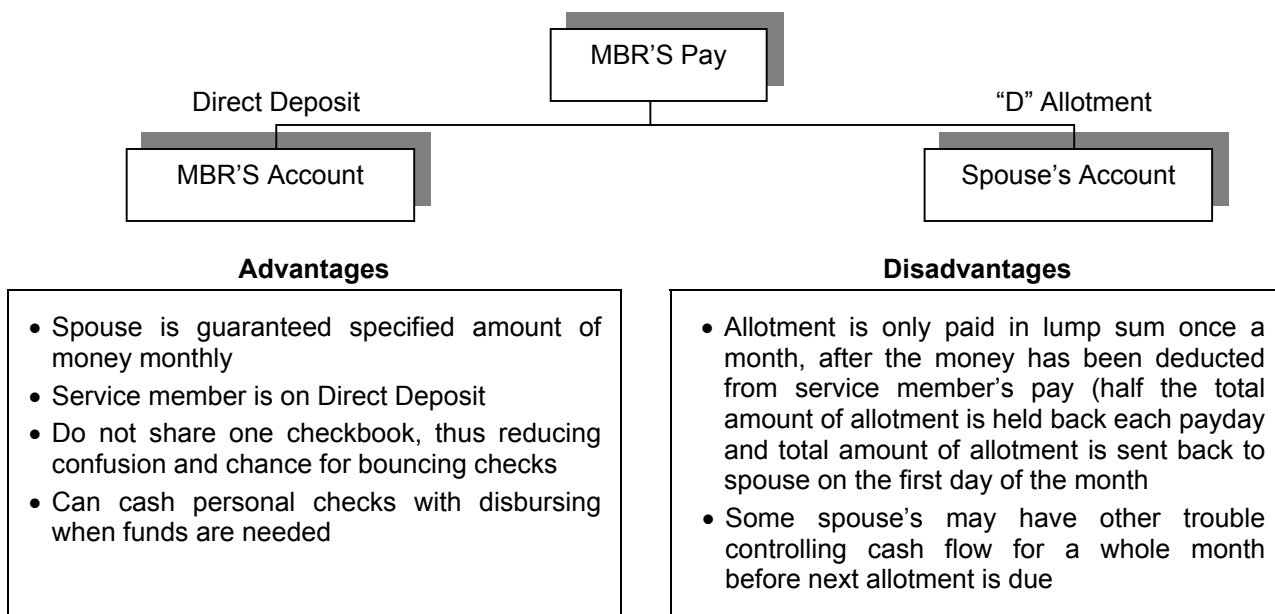 MBR'S Pay
Direct Deposit
“D” Allotment
MBR'S Account
Spouse's Account
Advantages
• Spouse is guaranteed specified amount of
money monthly
• Service member is on Direct Deposit
• Do not share one checkbook, thus reducing
confusion and chance for bouncing checks
• Can cash personal checks with disbursing
when funds are needed
Disadvantages
• Allotment is only paid in lump sum once a
month, after the money has been deducted
from service member's pay (half the total
amount of allotment is held back each payday
and total amount of allotment is sent back to
spouse on the first day of the month
• Some spouse's may have other trouble
controlling cash flow for a whole month
before next allotment is due